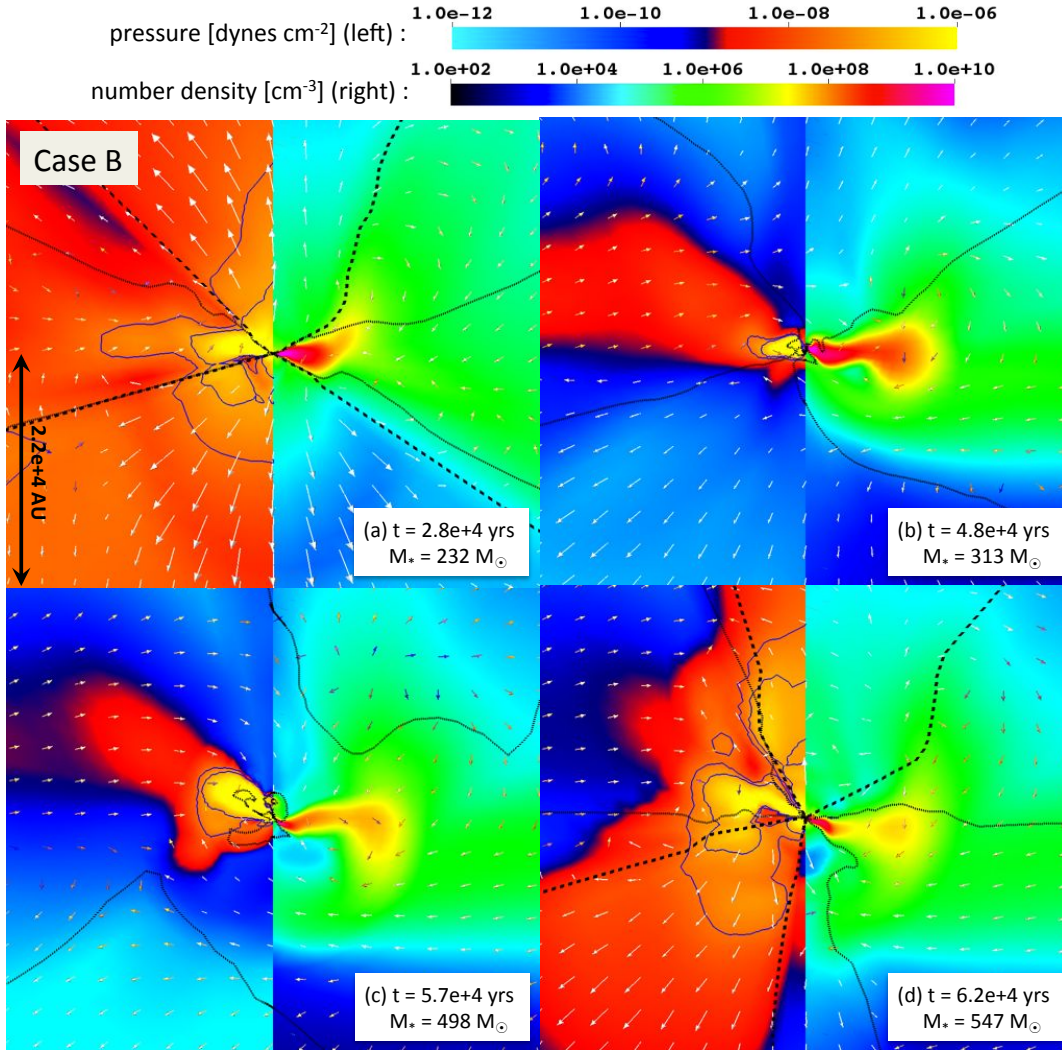 pressure [dynes cm⁻²] (left) :
1.0e-12 1.0e-10 1.0e-08 1.0e-06
number density [cm⁻³] (right) :
1.0e+02 1.0e+04 1.0e+06 1.0e+08 1.0e+10
Case B
2.2e+4 AU
(a) t = 2.8e+4 yrs
M* = 232 M☉
(b) t = 4.8e+4 yrs
M* = 313 M☉
(c) t = 5.7e+4 yrs
M* = 498 M☉
(d) t = 6.2e+4 yrs
M* = 547 M☉